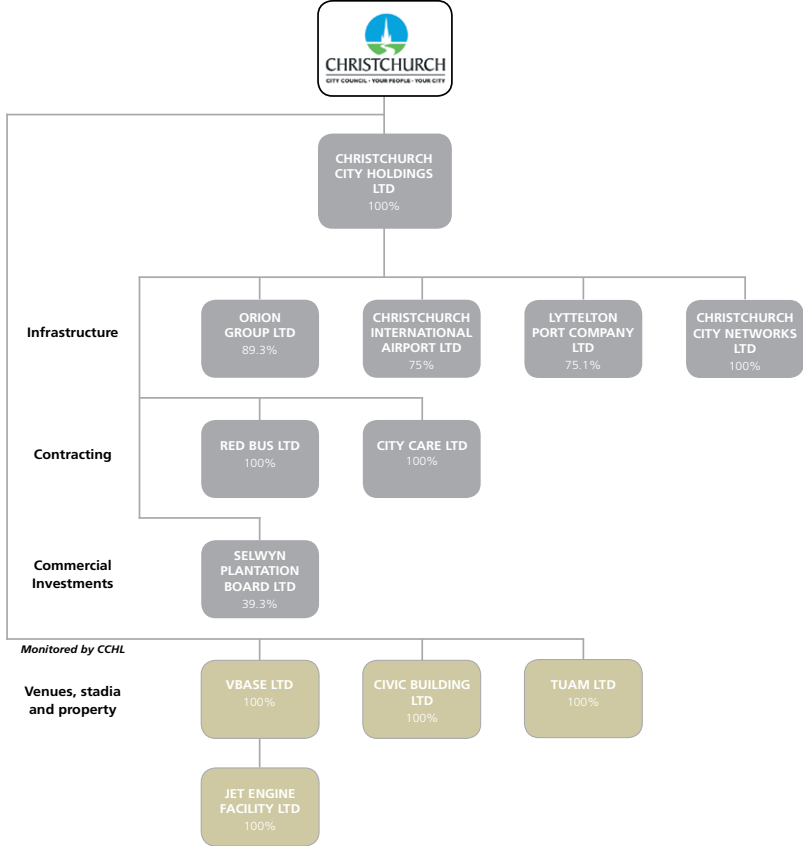 CHRISTCHURCH
CITY COUNCIL · YOUR PEOPLE · YOUR CITY
CHRISTCHURCH
CITY HOLDINGS
LTD
100%
Infrastructure
ORION
GROUP LTD
89.3%
CHRISTCHURCH
INTERNATIONAL
AIRPORT LTD
75%
LYTTELTON
PORT COMPANY
LTD
75.1%
CHRISTCHURCH
CITY NETWORKS
LTD
100%
Contracting
RED BUS LTD
100%
CITY CARE LTD
100%
Commercial
Investments
SELWYN
PLANTATION
BOARD LTD
39.3%
Monitored by CCHL
Venues, stadia
and property
VBASE LTD
100%
CIVIC BUILDING
LTD
100%
TUAM LTD
100%
JET ENGINE
FACILITY LTD
100%